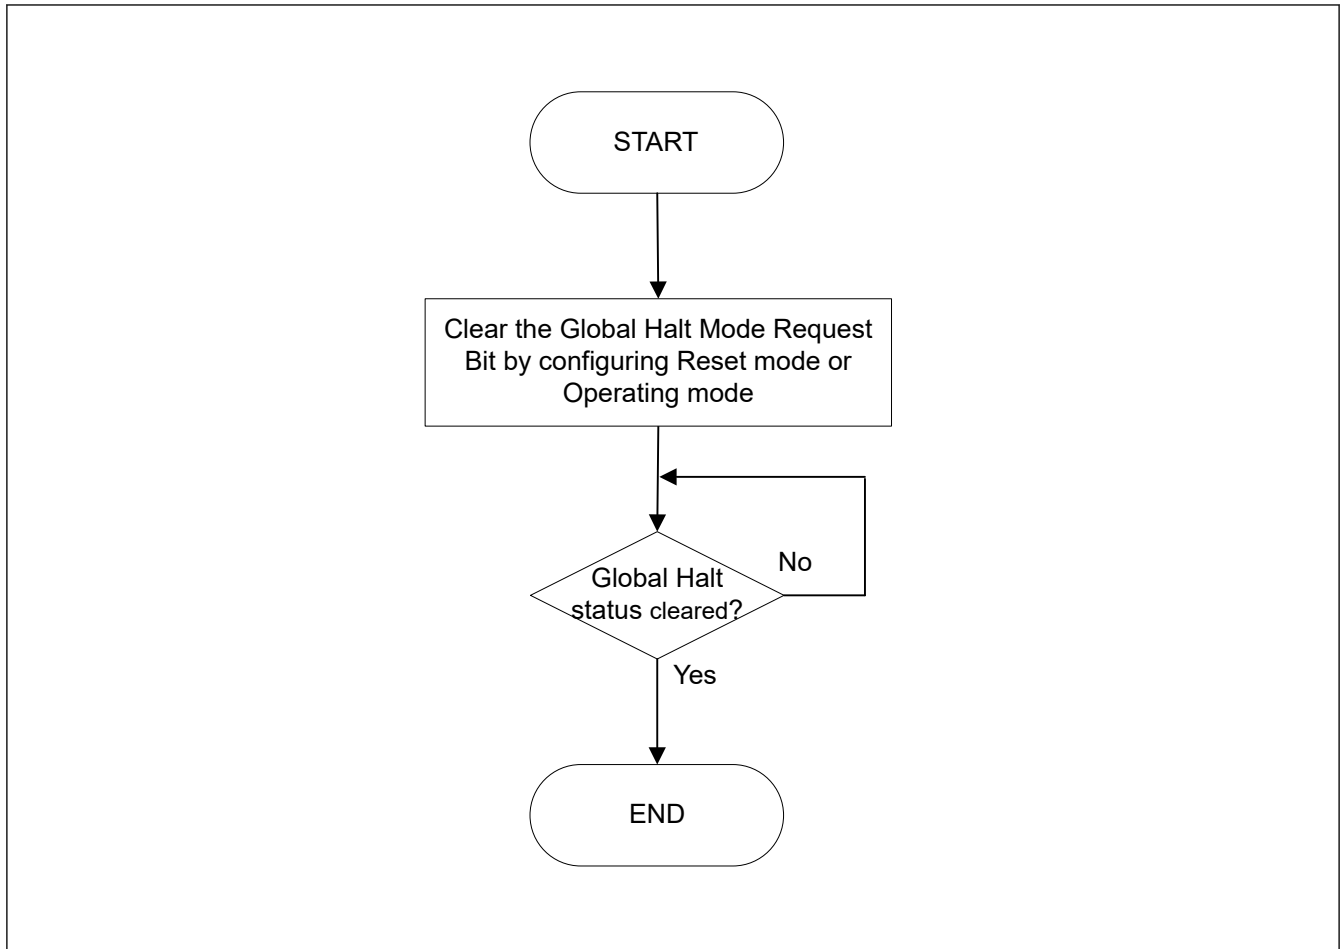 START
Clear the Global Halt Mode Request
Bit by configuring Reset mode or
Operating mode
No
Global Halt
status cleared?
Yes
END